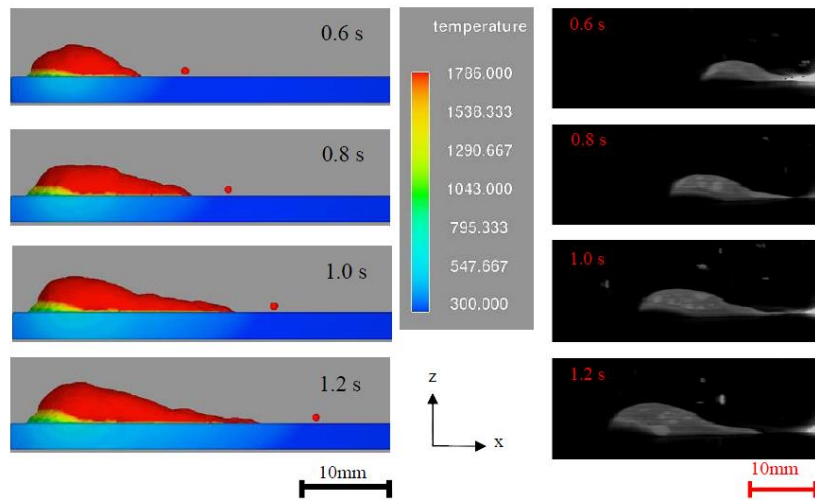 0.6 s
0.8 s
1.0 s
1.2 s
10mm
temperature
1786.000
1538.333
1290.667
1043.000
795.333
547.667
300.000
z
x
0.6 s
0.8 s
1.0 s
1.2 s
10mm